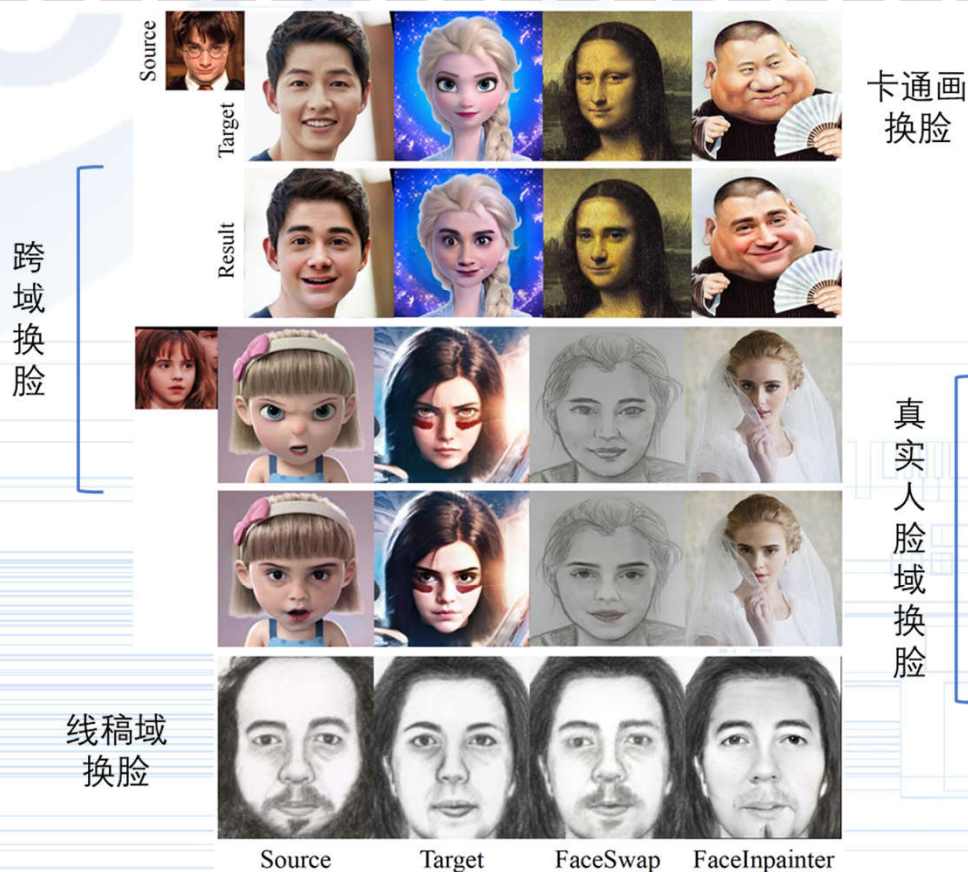 Source
Target
卡通画
换脸
Result
跨域换脸
真实人脸域换脸
线稿域
换脸
Source
Target
FaceSwap
FaceInpainter